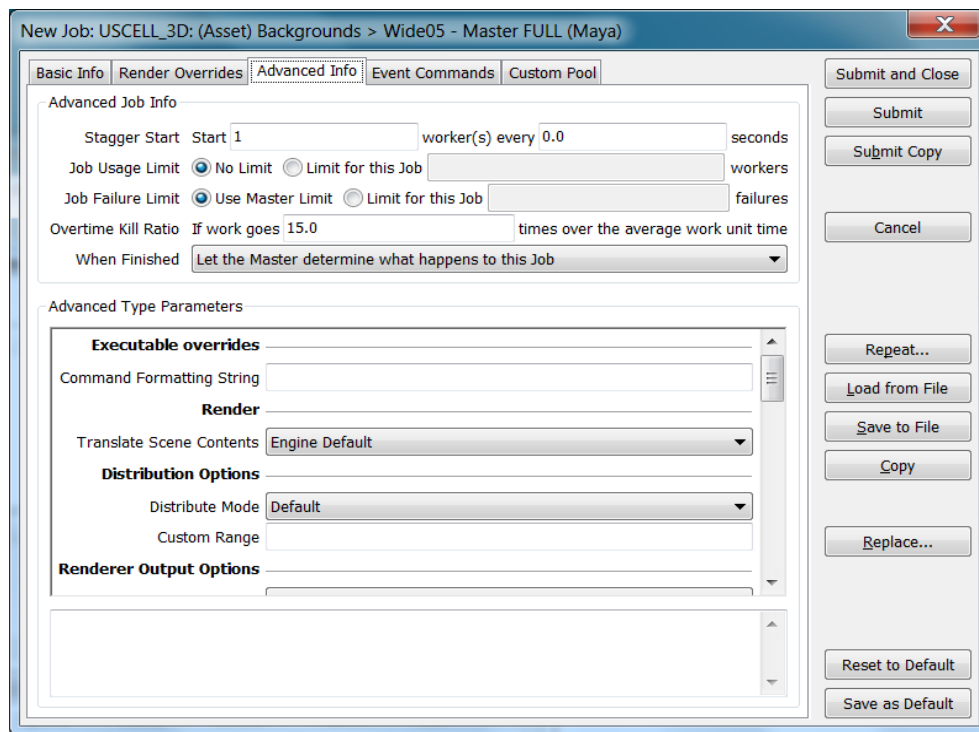 New Job: USCELL_3D: (Asset) Backgrounds > Wide05 - Master FULL (Maya)
Basic Info Render Overrides Advanced Info Event Commands Custom Pool
Advanced Job Info
Stagger Start Start 1 worker(s) every 0.0 seconds
Job Usage Limit No Limit Limit for this Job workers
Job Failure Limit Use Master Limit Limit for this Job failures
Overtime Kill Ratio If work goes 15.0 times over the average work unit time
When Finished Let the Master determine what happens to this Job
Advanced Type Parameters
Executable overrides
Command Formatting String
Render
Translate Scene Contents Engine Default
Distribution Options
Distribute Mode Default
Custom Range
Renderer Output Options
Submit and Close
Submit
Submit Copy
Cancel
Repeat...
Load from File
Save to File
Copy
Replace...
Reset to Default
Save as Default